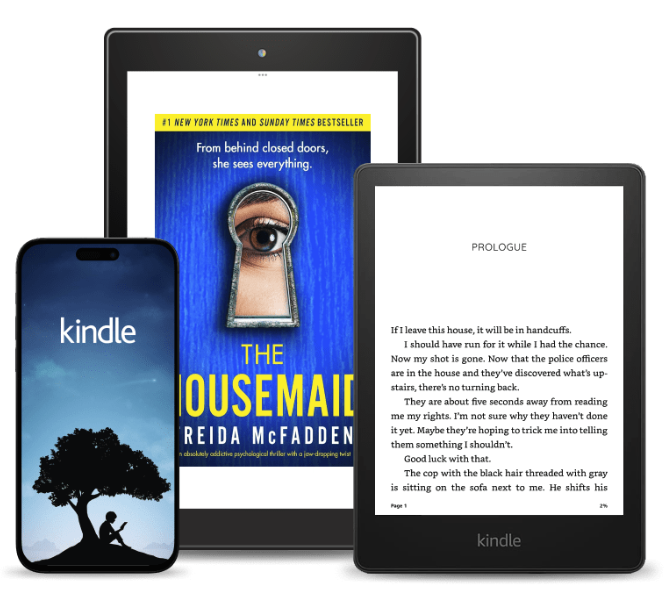 #1 NEW YORK TIMES AND SUNDAY TIMES BESTSELLER
From behind closed doors,
she sees everything.
THE
HOUSEMAID
FREIDA McFADDEN
An absolutely addictive psychological thriller with a jaw-dropping twist
kindle
PROLOGUE
If I leave this house, it will be in handcuffs.
I should have run for it while I had the chance.
Now my shot is gone. Now that the police officers
are in the house and they've discovered what's up-
stairs, there's no turning back.
They are about five seconds away from reading
me my rights. I'm not sure why they haven't done
it yet. Maybe they're hoping to trick me into telling
them something I shouldn't.
Good luck with that.
The cop with the black hair threaded with gray
is sitting on the sofa next to me. He shifts his
Page 1 2%
kindle